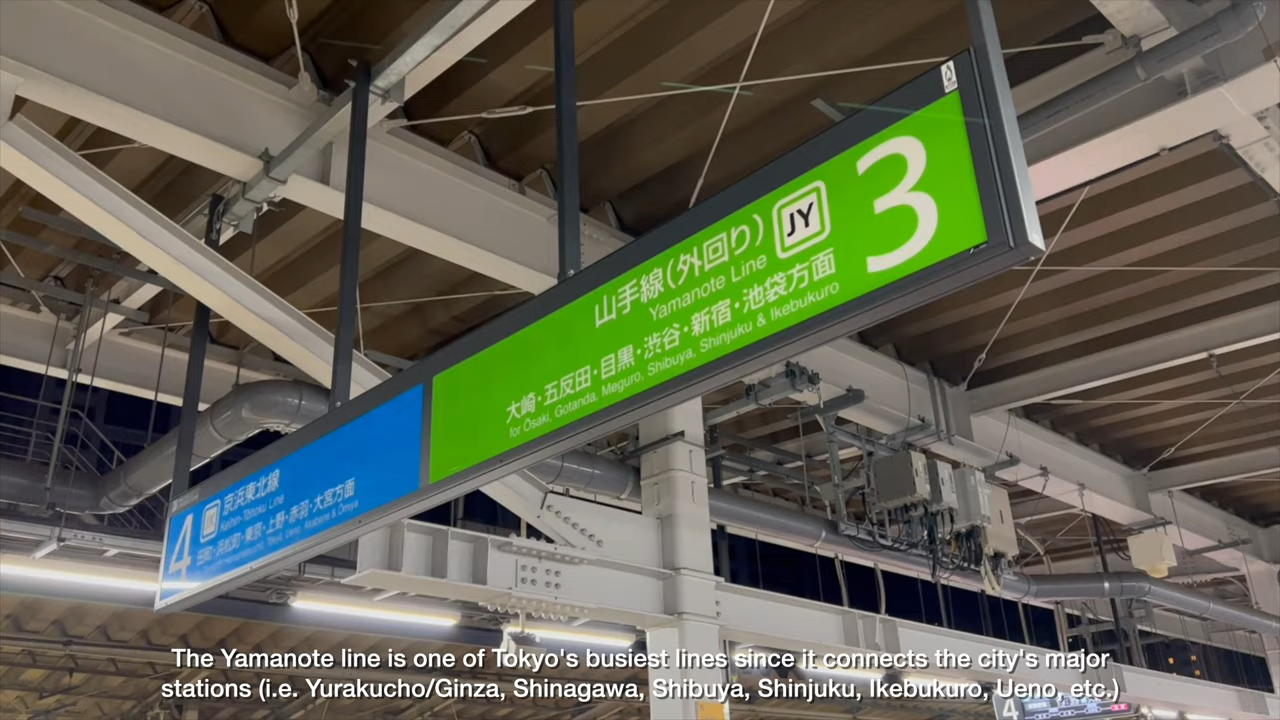 山手線(外回り) JY 3
Yamanote Line
大崎・五反田・目黒・渋谷・新宿・池袋方面
for Ōsaki, Gotanda, Meguro, Shibuya, Shinjuku & Ikebukuro
4 京浜東北線
Keihin-Tōhoku Line
田町・浜松町・東京・上野・赤羽・大宮方面
Ueno, Akabane & Ōmiya
The Yamanote line is one of Tokyo's busiest lines since it connects the city's major
stations (i.e. Yurakucho/Ginza, Shinagawa, Shibuya, Shinjuku, Ikebukuro, Ueno, etc.)
4